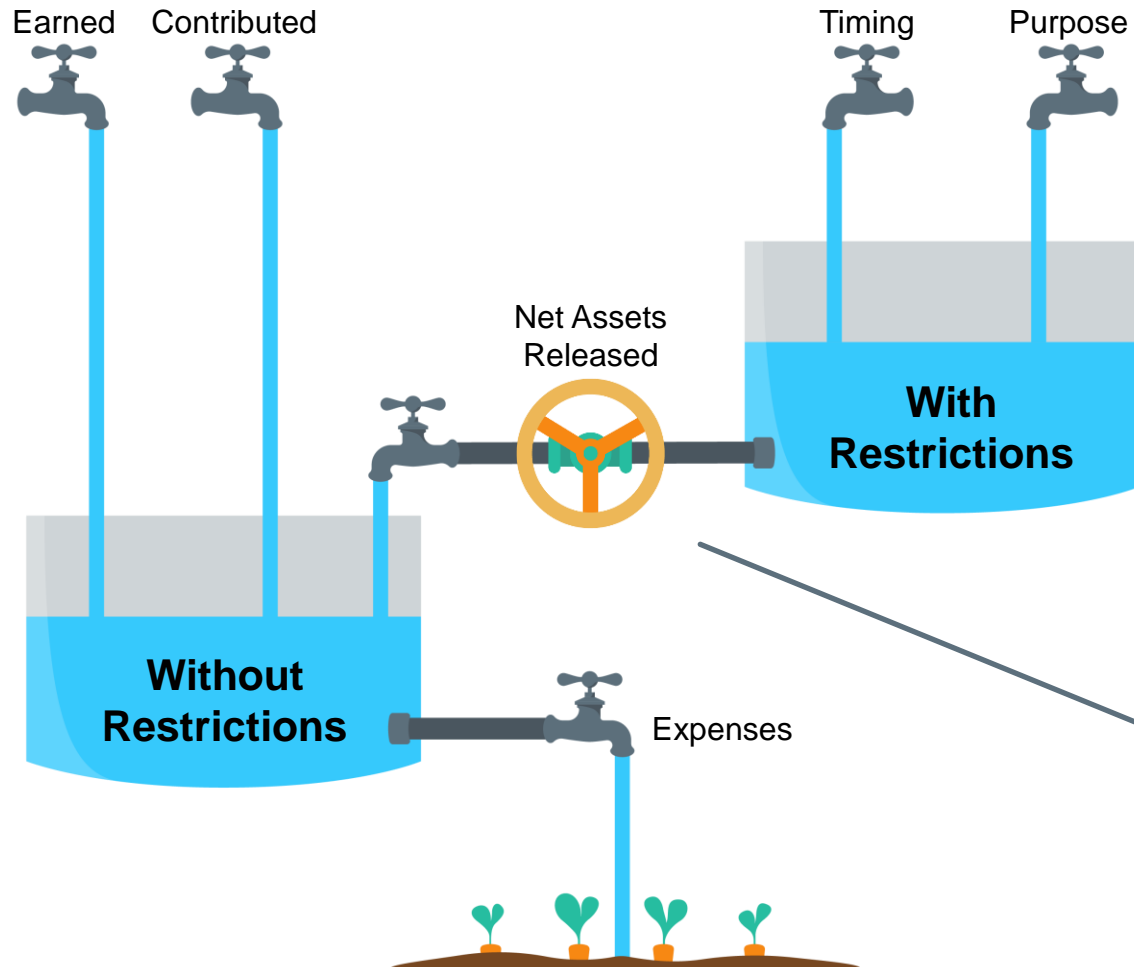 Earned
Contributed
Timing
Purpose
Net Assets
Released
With
Restrictions
Without
Restrictions
Expenses